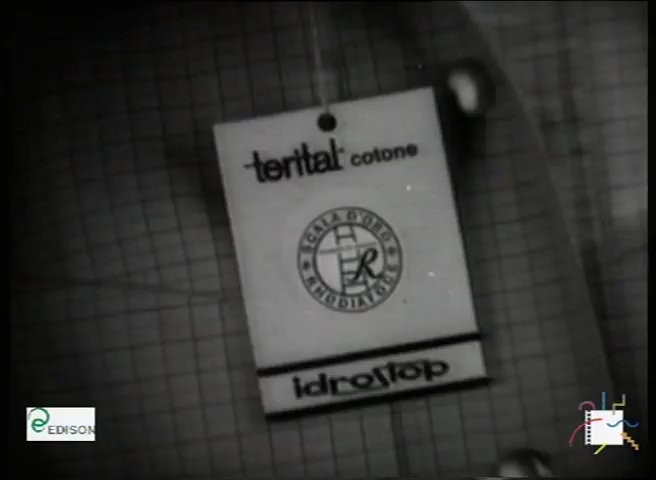 terital cotone
SCALA D'ORO
R
RHODIATOCE
idrostop
EDISON